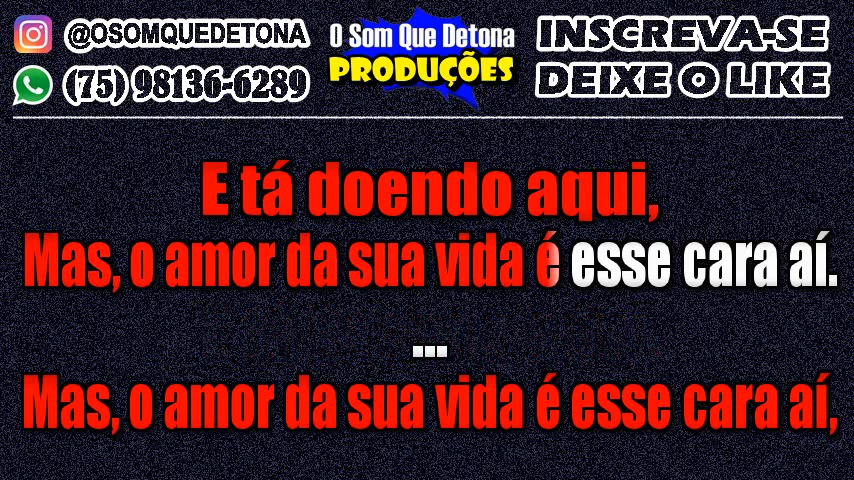 @OSOMQUEDETONA
(75) 98136-6289
O Som Que Detona
PRODUÇÕES
INSCREVA-SE
DEIXE O LIKE
E tá doendo aqui,
Mas, o amor da sua vida é esse cara aí.
...
Mas, o amor da sua vida é esse cara aí,